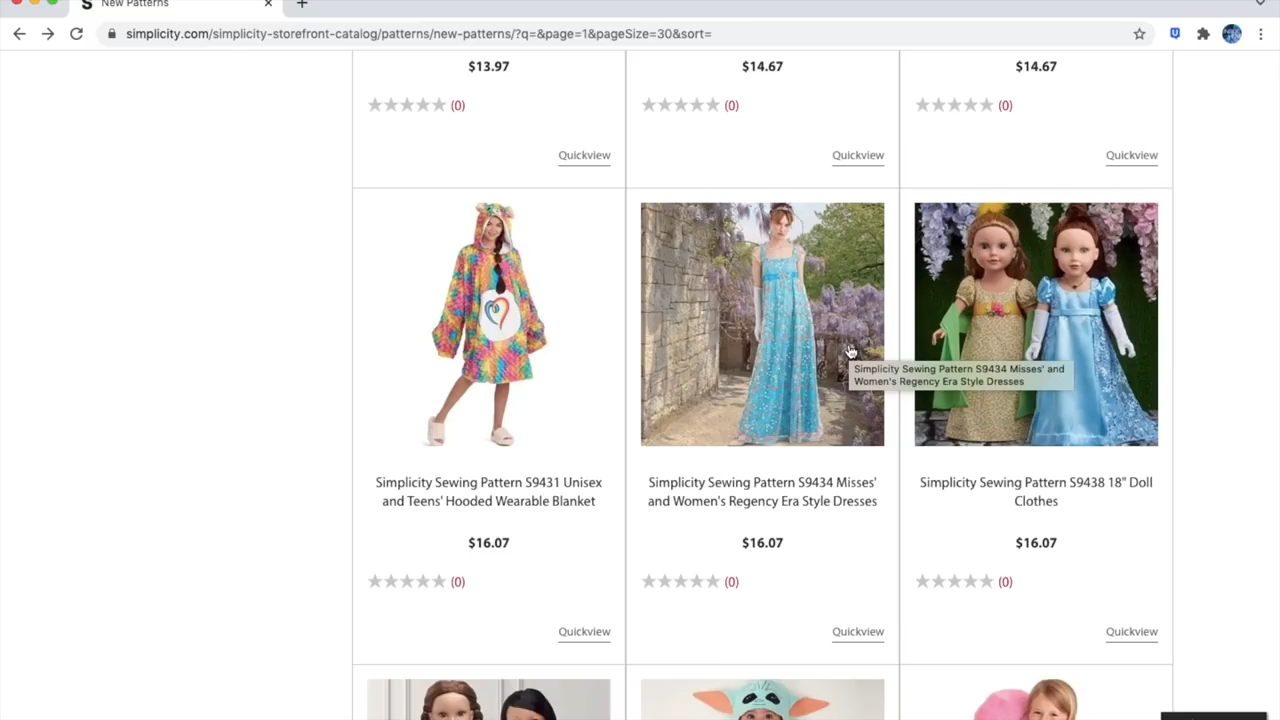 New Patterns
simplicity.com/simplicity-storefront-catalog/patterns/new-patterns/?q=&page=1&pageSize=30&sort=
$13.97
$14.67
$14.67
(0)
(0)
(0)
Quickview
Quickview
Quickview
Simplicity Sewing Pattern S9434 Misses' and
Women's Regency Era Style Dresses
Simplicity Sewing Pattern S9431 Unisex
and Teens' Hooded Wearable Blanket
Simplicity Sewing Pattern S9434 Misses'
and Women's Regency Era Style Dresses
Simplicity Sewing Pattern S9438 18" Doll
Clothes
$16.07
$16.07
$16.07
(0)
(0)
(0)
Quickview
Quickview
Quickview